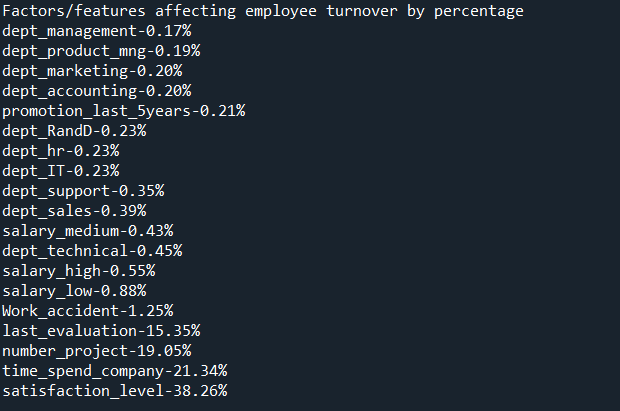 Factors/features affecting employee turnover by percentage
dept_management-0.17%
dept_product_mng-0.19%
dept_marketing-0.20%
dept_accounting-0.20%
promotion_last_5years-0.21%
dept_RandD-0.23%
dept_hr-0.23%
dept_IT-0.23%
dept_support-0.35%
dept_sales-0.39%
salary_medium-0.43%
dept_technical-0.45%
salary_high-0.55%
salary_low-0.88%
Work_accident-1.25%
last_evaluation-15.35%
number_project-19.05%
time_spend_company-21.34%
satisfaction_level-38.26%